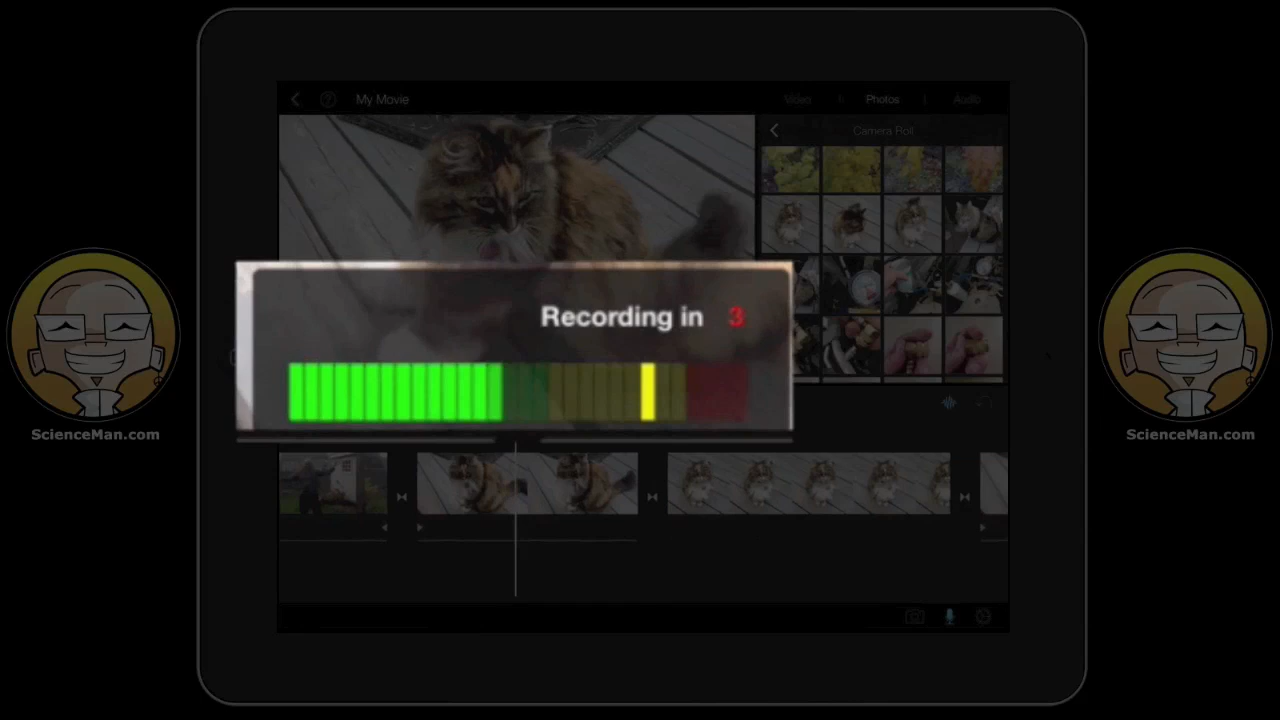 My Movie
Video
Photos
Audio
Camera Roll
Recording in 3
ScienceMan.com
ScienceMan.com